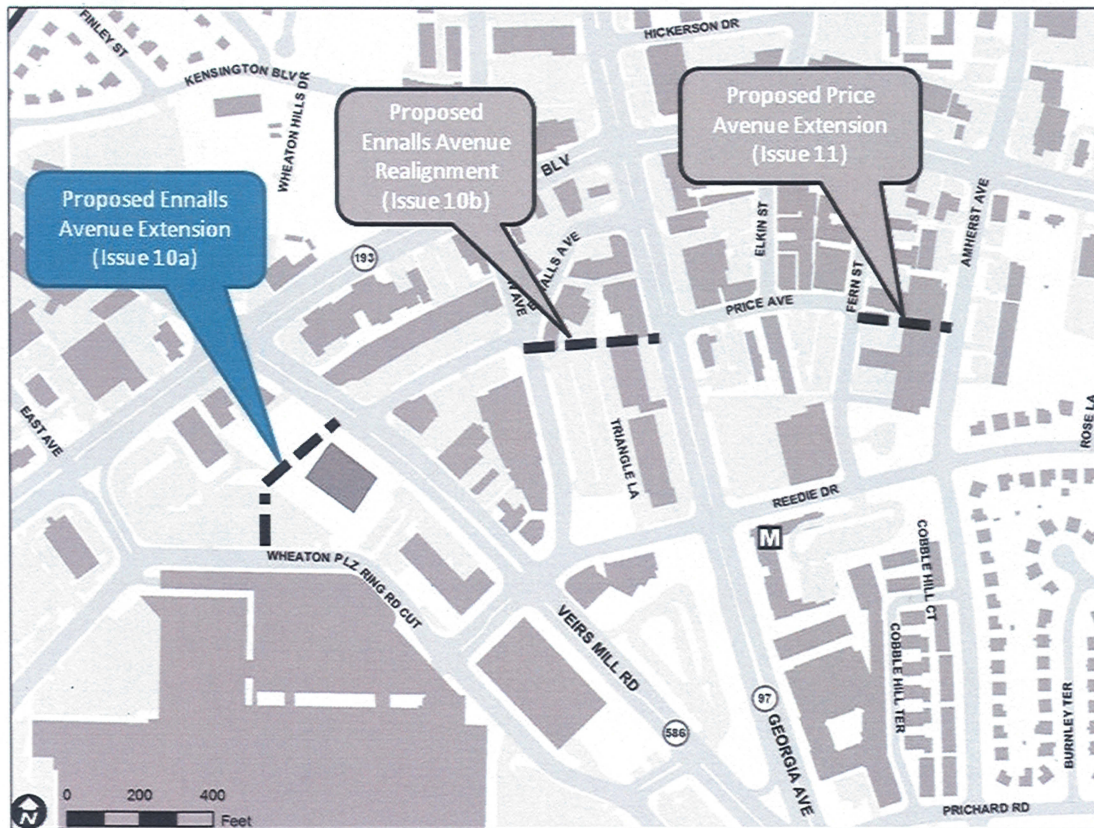 FINLEY ST
KENSINGTON BLV
WHEATON HILLS DR
HICKERSON DR
Proposed
Ennalls Avenue
Realignment
(Issue 10b)
Proposed Price
Avenue Extension
(Issue 11)
Proposed Ennalls
Avenue Extension
(Issue 10a)
BLV
193
ELKIN ST
AMHERST AVE
AVE
FERN ST
PRICE AVE
EAST AVE
TRIANGLE LA
ROSE LA
REEDIE DR
M
WHEATON PLZ RING RD CUT
COBBLE HILL CT
VEIRS MILL RD
COBBLE HILL TER
BURNLEY TER
97
GEORGIA AVE
586
0 200 400
Feet
N
PRICHARD RD